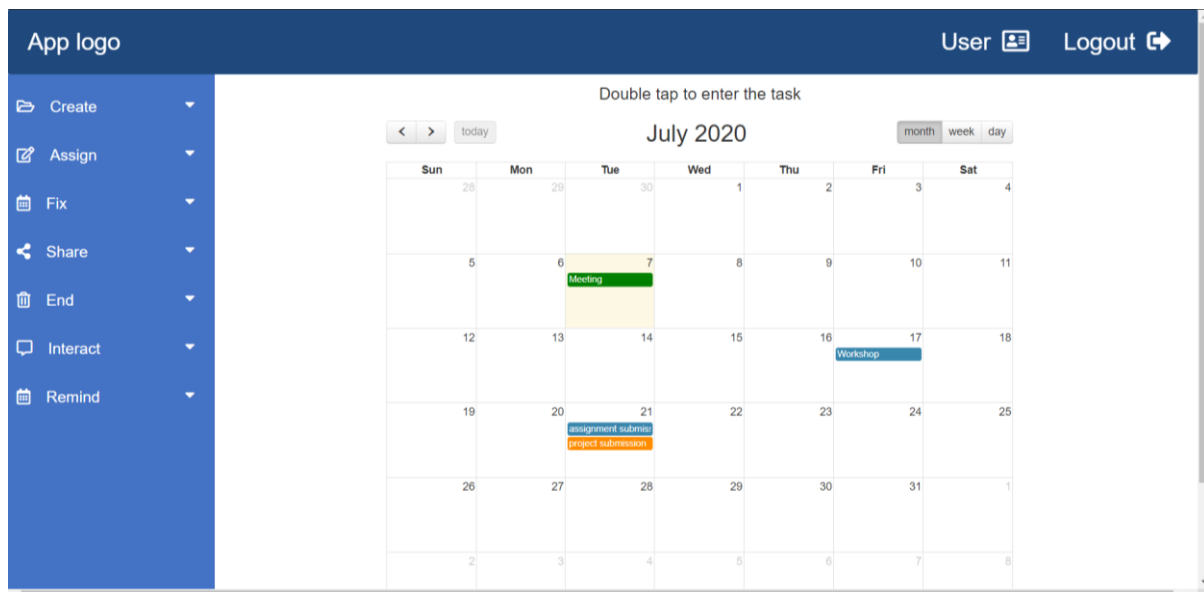 App logo User Logout
Double tap to enter the task
Create
Assign
Fix
Share
End
Interact
Remind
today July 2020 month week day
Sun Mon Tue Wed Thu Fri Sat
28 29 30 1 2 3 4
5 6 7 8 9 10 11
Meeting
12 13 14 15 16 17 18
Workshop
19 20 21 22 23 24 25
assignment submiss
project submission
26 27 28 29 30 31 1
2 3 4 5 6 7 8